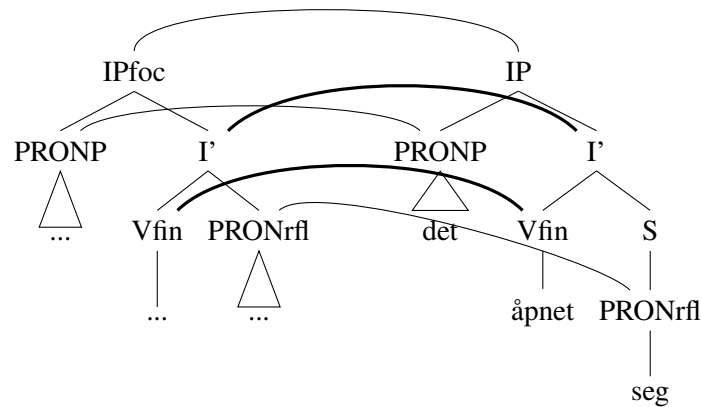 IPfoc IP
PRONP I' PRONP I'
... Vfin PRONrfl det Vfin S
... ... åpnet PRONrfl
seg